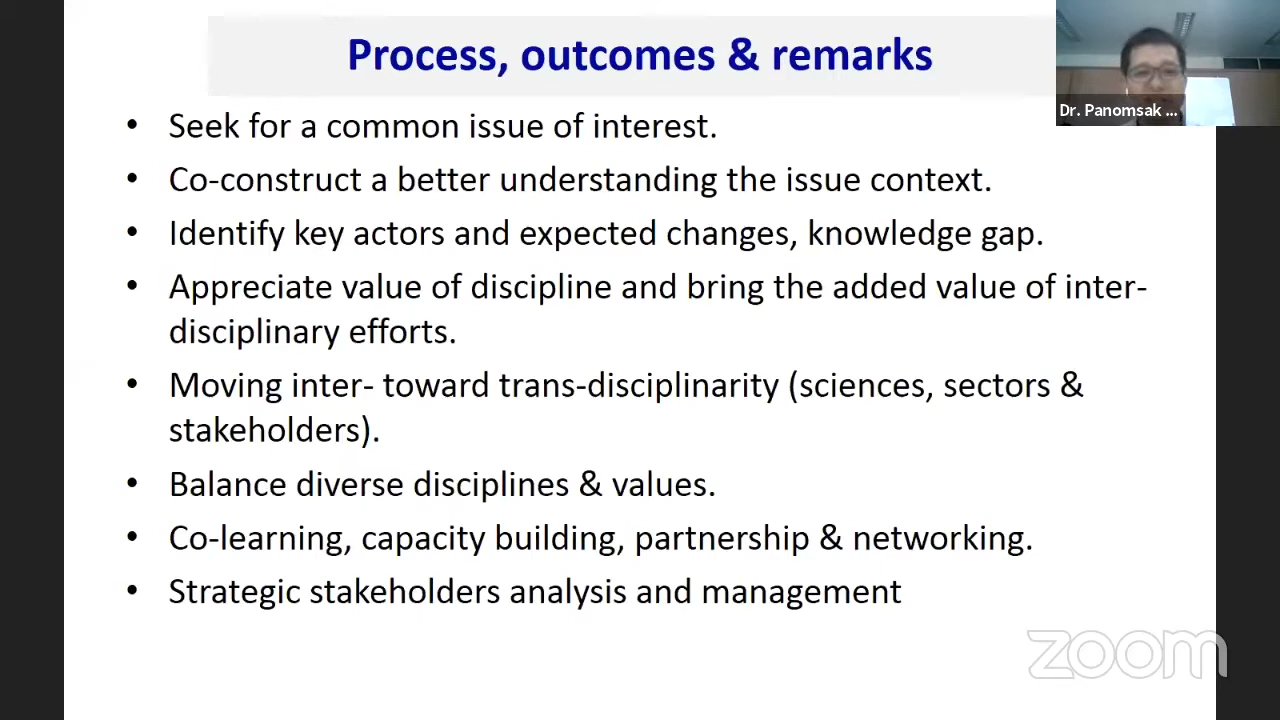 Process, outcomes & remarks
Dr. Panomsak ...
• Seek for a common issue of interest.
• Co-construct a better understanding the issue context.
• Identify key actors and expected changes, knowledge gap.
• Appreciate value of discipline and bring the added value of inter-
disciplinary efforts.
• Moving inter- toward trans-disciplinarity (sciences, sectors &
stakeholders).
• Balance diverse disciplines & values.
• Co-learning, capacity building, partnership & networking.
• Strategic stakeholders analysis and management
zoom